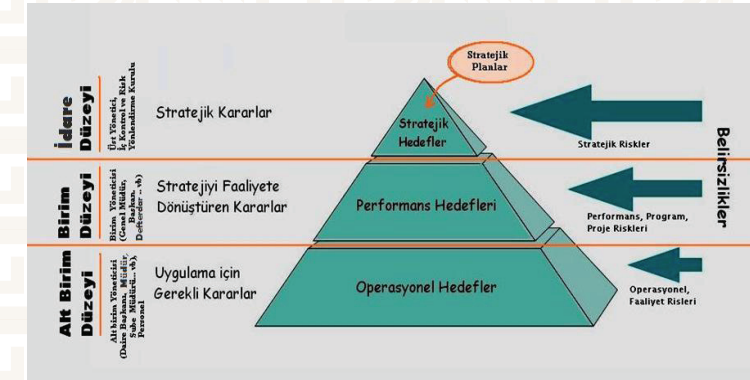 Stratejik
Planlar
İdare
Düzeyi
Üst Yönetici,
İç Kontrol ve Risk
Yönlendirme Kurulu
Stratejik Kararlar
Stratejik
Hedefler
Stratejik Riskler
Belirsizlikler
Birim
Düzeyi
Birim Yöneticisi
(Genel Müdür,
Başkan,
Defterdar .. vb)
Stratejiyi Faaliyete
Dönüştüren Kararlar
Performans Hedefleri
Performans, Program,
Proje Riskleri
Alt Birim
Düzeyi
Alt birim Yöneticisi
(Daire Başkanı, Müdür,
Şube Müdürü... vb),
Personel
Uygulama için
Gerekli Kararlar
Operasyonel Hedefler
Operasyonel,
Faaliyet Risleri